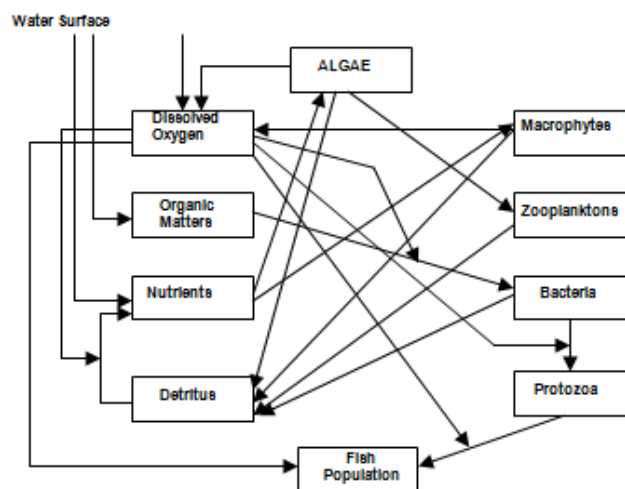 Water Surface
ALGAE
Dissolved
Oxygen
Macrophytes
Organic
Matters
Zooplanktons
Nutrients
Bacteria
Detritus
Protozoa
Fish
Population